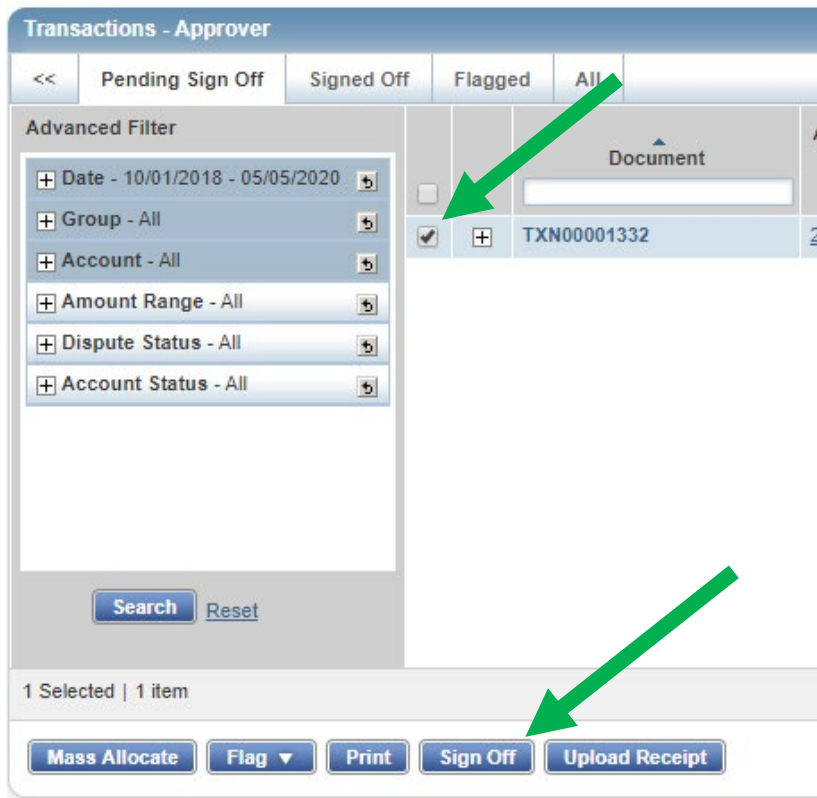 Transactions - Approver
<< Pending Sign Off Signed Off Flagged All
Advanced Filter
Date - 10/01/2018 - 05/05/2020
Group - All
Account - All
Amount Range - All
Dispute Status - All
Account Status - All
Search Reset
Document
TXN00001332
1 Selected | 1 item
Mass Allocate Flag Print Sign Off Upload Receipt